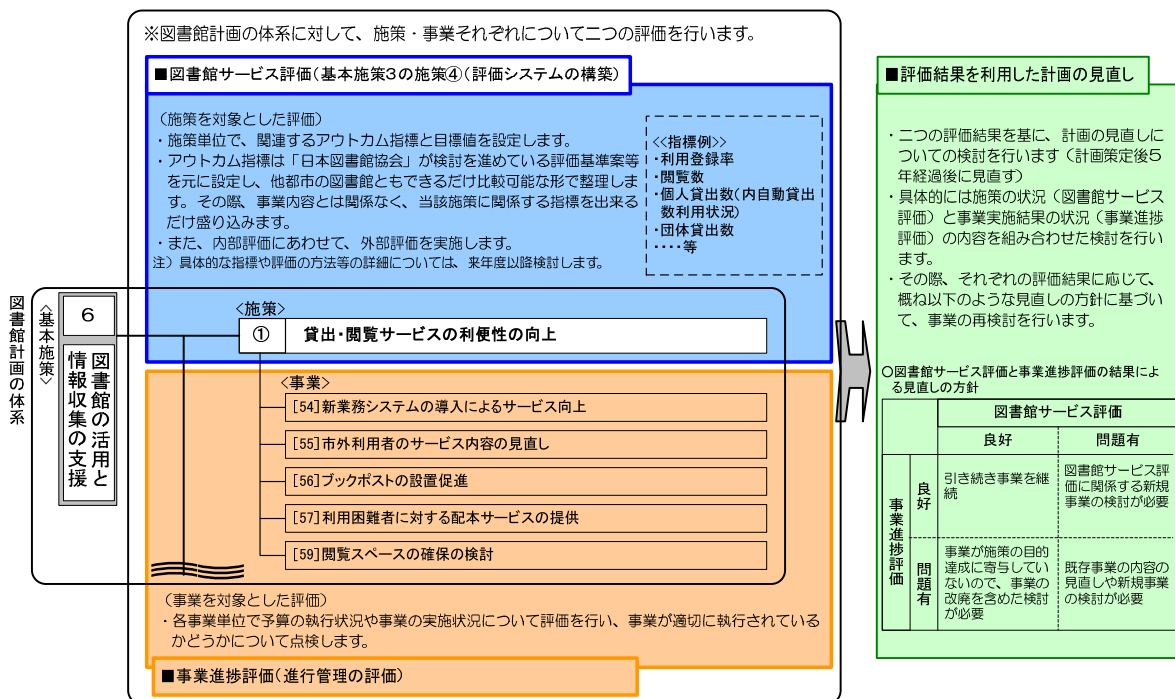 ※図書館計画の体系に対して、施策・事業それぞれについて二つの評価を行います。
■図書館サービス評価(基本施策3の施策④(評価システムの構築)
（施策を対象とした評価）
・施策単位で、関連するアウトカム指標と目標値を設定します。
・アウトカム指標は「日本図書館協会」が検討を進めている評価基準案等
を元に設定し、他都市の図書館ともできるだけ比較可能な形で整理しま
す。その際、事業内容とは関係なく、当該施策に関する指標を出来る
だけ盛り込みます。
・また、内部評価にあわせて、外部評価を実施します。
注）具体的な指標や評価の方法等の詳細については、来年度以降検討します。
<<指標例>>
・利用登録率
・閲覧数
・個人貸出数(内自動貸出
数利用状況)
・団体貸出数
・・・・等
図書館計画の体系
<基本施策>
6
図書館の活用と
情報収集の支援
<施策>
① 貸出・閲覧サービスの利便性の向上
<事業>
[54]新業務システムの導入によるサービス向上
[55]市外利用者のサービス内容の見直し
[56]ブックポストの設置促進
[57]利用困難者に対する配本サービスの提供
[59]閲覧スペースの確保の検討
（事業を対象とした評価）
・各事業単位で予算の執行状況や事業の実施状況について評価を行い、事業が適切に執行されている
かどうかについて点検します。
■事業進捗評価(進行管理の評価)
■評価結果を利用した計画の見直し
・二つの評価結果を基に、計画の見直しに
ついての検討を行います（計画策定後5
年経過後に見直す）
・具体的には施策の状況（図書館サービス
評価）と事業実施結果の状況（事業進捗
評価）の内容を組み合わせた検討を行い
ます。
・その際、それぞれの評価結果に応じて、
概ね以下のような見直しの方針に基づい
て、事業の再検討を行います。
○図書館サービス評価と事業進捗評価の結果によ
る見直しの方針
図書館サービス評価
良好 問題有
事業進捗評価
良好
引き続き事業を継
続
図書館サービス評
価に関係する新規
事業の検討が必要
問題有
事業が施策の目的
達成に寄与してい
ないので、事業の
改廃を含めた検討
が必要
既存事業の内容の
見直しや新規事業
の検討が必要